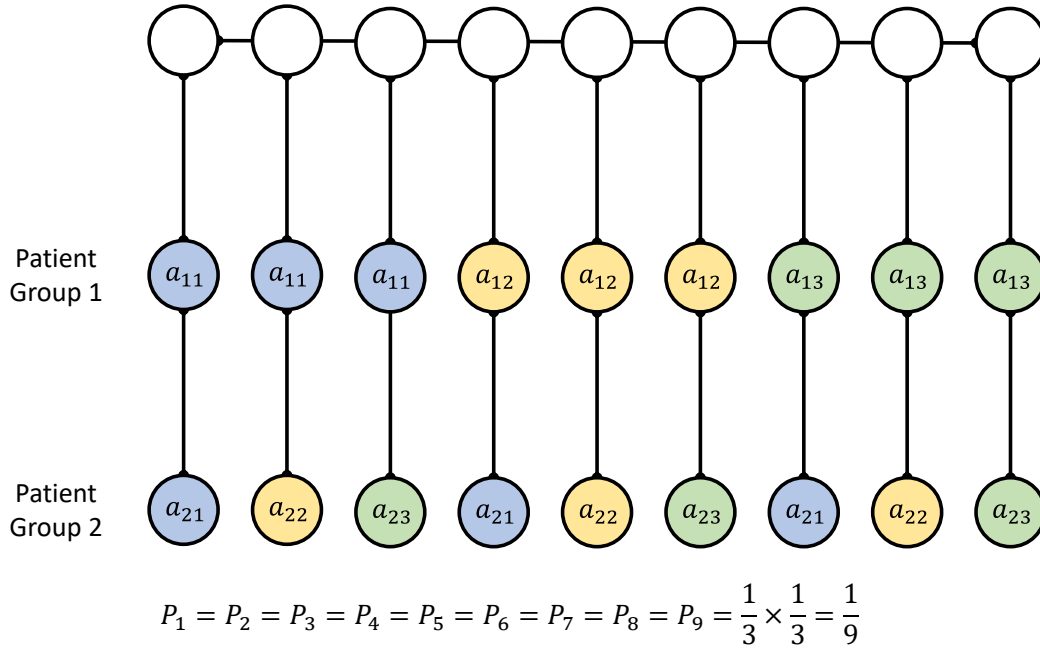 Patient
Group 1
a₁₁ a₁₁ a₁₁ a₁₂ a₁₂ a₁₂ a₁₃ a₁₃ a₁₃
Patient
Group 2
a₂₁ a₂₂ a₂₃ a₂₁ a₂₂ a₂₃ a₂₁ a₂₂ a₂₃
P₁ = P₂ = P₃ = P₄ = P₅ = P₆ = P₇ = P₈ = P₉ = 1/3 × 1/3 = 1/9